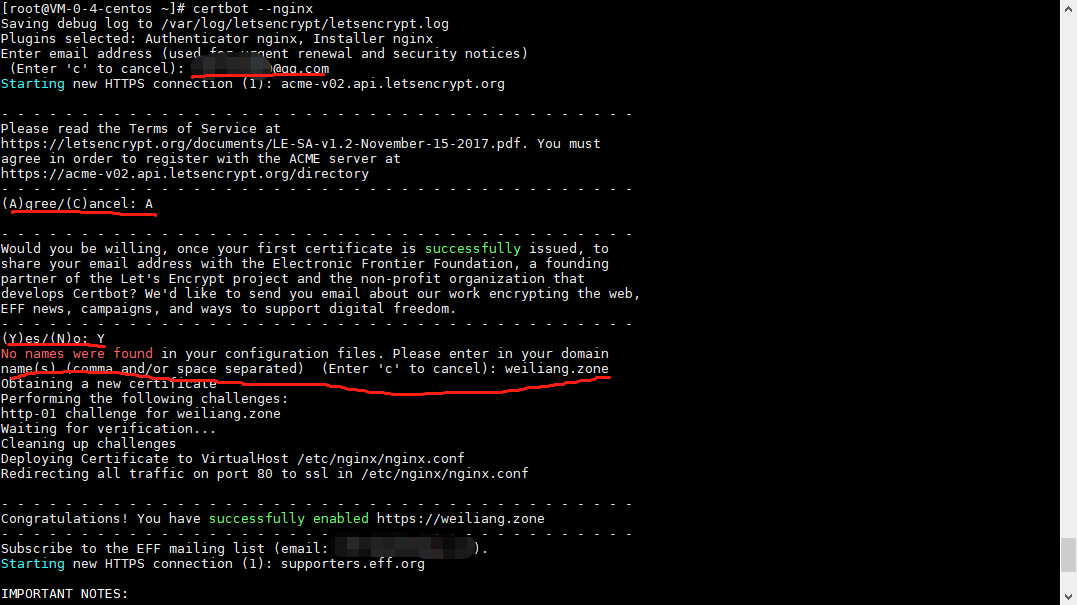 [root@VM-0-4-centos ~]# certbot --nginx
Saving debug log to /var/log/letsencrypt/letsencrypt.log
Plugins selected: Authenticator nginx, Installer nginx
Enter email address (used for urgent renewal and security notices)
(Enter 'c' to cancel): @qq.com
Starting new HTTPS connection (1): acme-v02.api.letsencrypt.org
- - - - - - - - - - - - - - - - - - - - - - - - - - - - - - - - - - - - - - - -
Please read the Terms of Service at
https://letsencrypt.org/documents/LE-SA-v1.2-November-15-2017.pdf. You must
agree in order to register with the ACME server at
https://acme-v02.api.letsencrypt.org/directory
- - - - - - - - - - - - - - - - - - - - - - - - - - - - - - - - - - - - - - - -
(A)gree/(C)ancel: A
- - - - - - - - - - - - - - - - - - - - - - - - - - - - - - - - - - - - - - - -
Would you be willing, once your first certificate is successfully issued, to
share your email address with the Electronic Frontier Foundation, a founding
partner of the Let's Encrypt project and the non-profit organization that
develops Certbot? We'd like to send you email about our work encrypting the web,
EFF news, campaigns, and ways to support digital freedom.
- - - - - - - - - - - - - - - - - - - - - - - - - - - - - - - - - - - - - - - -
(Y)es/(N)o: Y
No names were found in your configuration files. Please enter in your domain
name(s) (comma and/or space separated)  (Enter 'c' to cancel): weiliang.zone
Obtaining a new certificate
Performing the following challenges:
http-01 challenge for weiliang.zone
Waiting for verification...
Cleaning up challenges
Deploying Certificate to VirtualHost /etc/nginx/nginx.conf
Redirecting all traffic on port 80 to ssl in /etc/nginx/nginx.conf
- - - - - - - - - - - - - - - - - - - - - - - - - - - - - - - - - - - - - - - -
Congratulations! You have successfully enabled https://weiliang.zone
- - - - - - - - - - - - - - - - - - - - - - - - - - - - - - - - - - - - - - - -
Subscribe to the EFF mailing list (email: ).
Starting new HTTPS connection (1): supporters.eff.org
IMPORTANT NOTES: